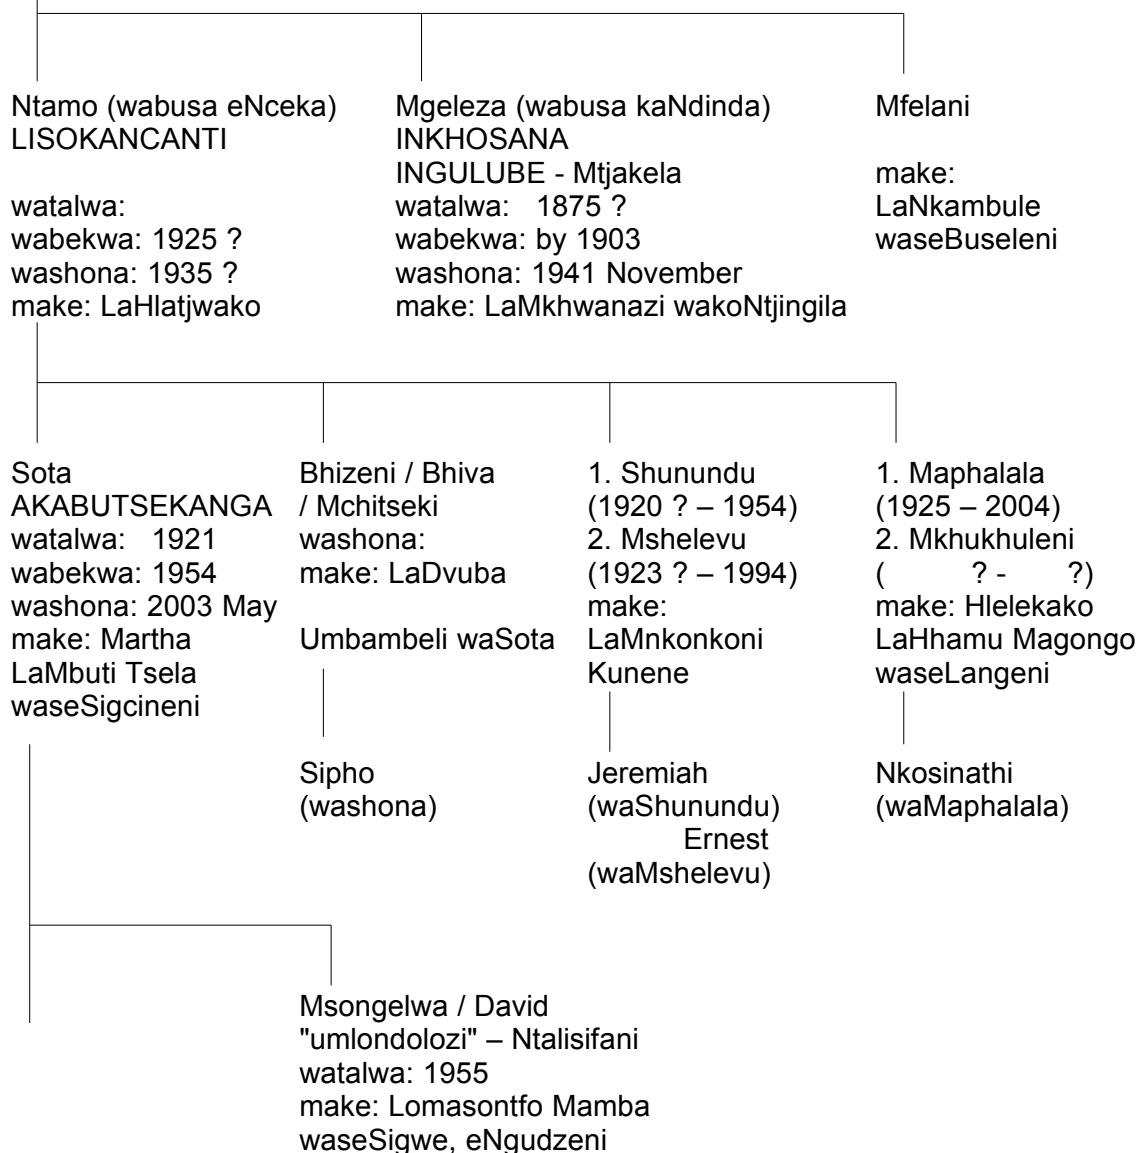 Ntamo (wabusa eNceka)
LISOKANCANTI
watalwa:
wabekwa: 1925 ?
washona: 1935 ?
make: LaHlatjwako
Mgeleza (wabusa kaNdinda)
INKHOSANA
INGULUBE - Mtjakela
watalwa: 1875 ?
wabekwa: by 1903
washona: 1941 November
make: LaMkhwanazi wakoNtjingila
Mfelani
make:
LaNkambule
waseBuseleni
Sota
AKABUTSEKANGA
watalwa: 1921
wabekwa: 1954
washona: 2003 May
make: Martha
LaMbuti Tsela
waseSigcineni
Bhizeni / Bhiva
/ Mchitseki
washona:
make: LaDvuba
Umbambeli waSota
1. Shunundu
(1920 ? – 1954)
2. Mshelevu
(1923 ? – 1994)
make:
LaMnkonkoni
Kunene
1. Maphalala
(1925 – 2004)
2. Mkhukhuleni
( ? - ?)
make: Hlelekako
LaHhamu Magongo
waseLangeni
Sipho
(washona)
Jeremiah
(waShunundu)
Ernest
(waMshelevu)
Nkosinathi
(waMaphalala)
Msongelwa / David
"umlondolozi" – Ntalisifani
watalwa: 1955
make: Lomasontfo Mamba
waseSigwe, eNgudzeni